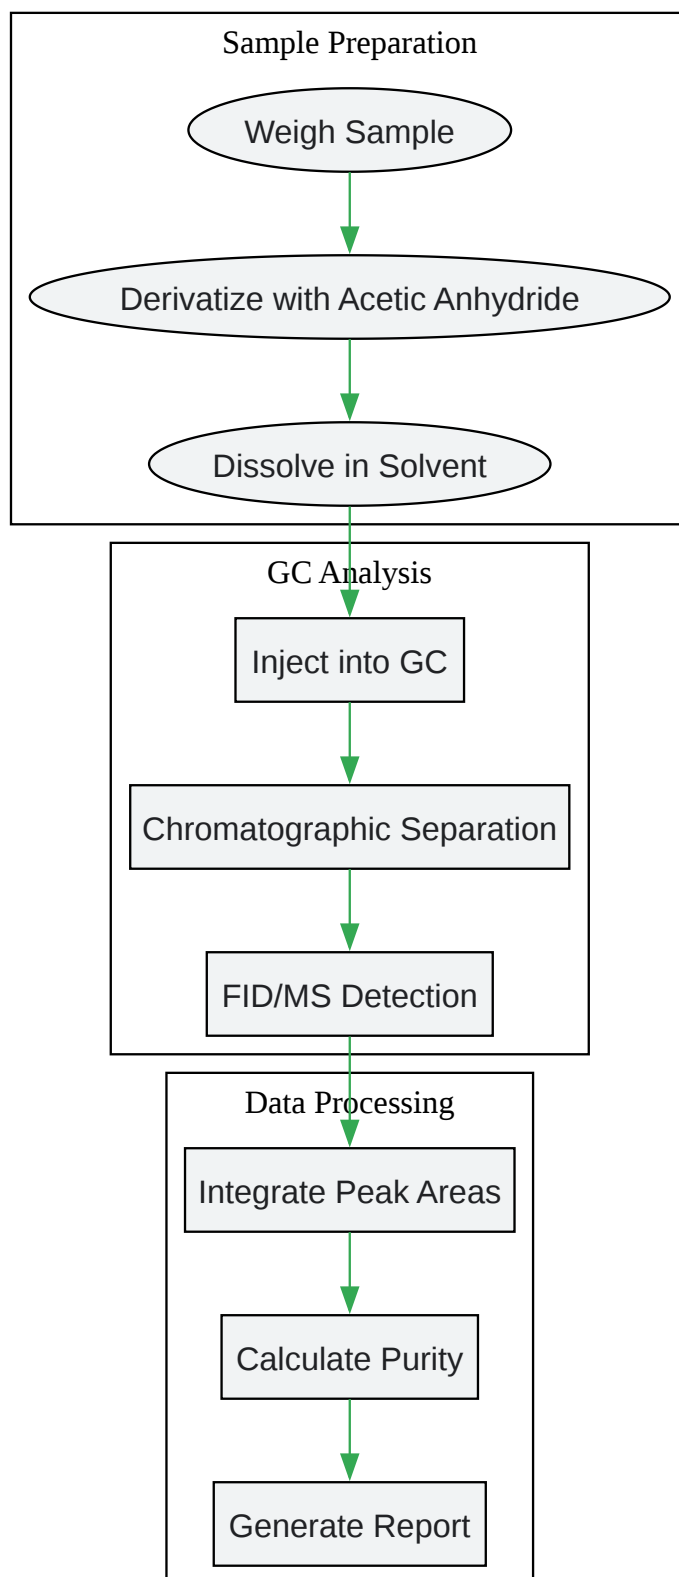 Sample Preparation
Weigh Sample
Derivatize with Acetic Anhydride
Dissolve in Solvent
GC Analysis
Inject into GC
Chromatographic Separation
FID/MS Detection
Data Processing
Integrate Peak Areas
Calculate Purity
Generate Report